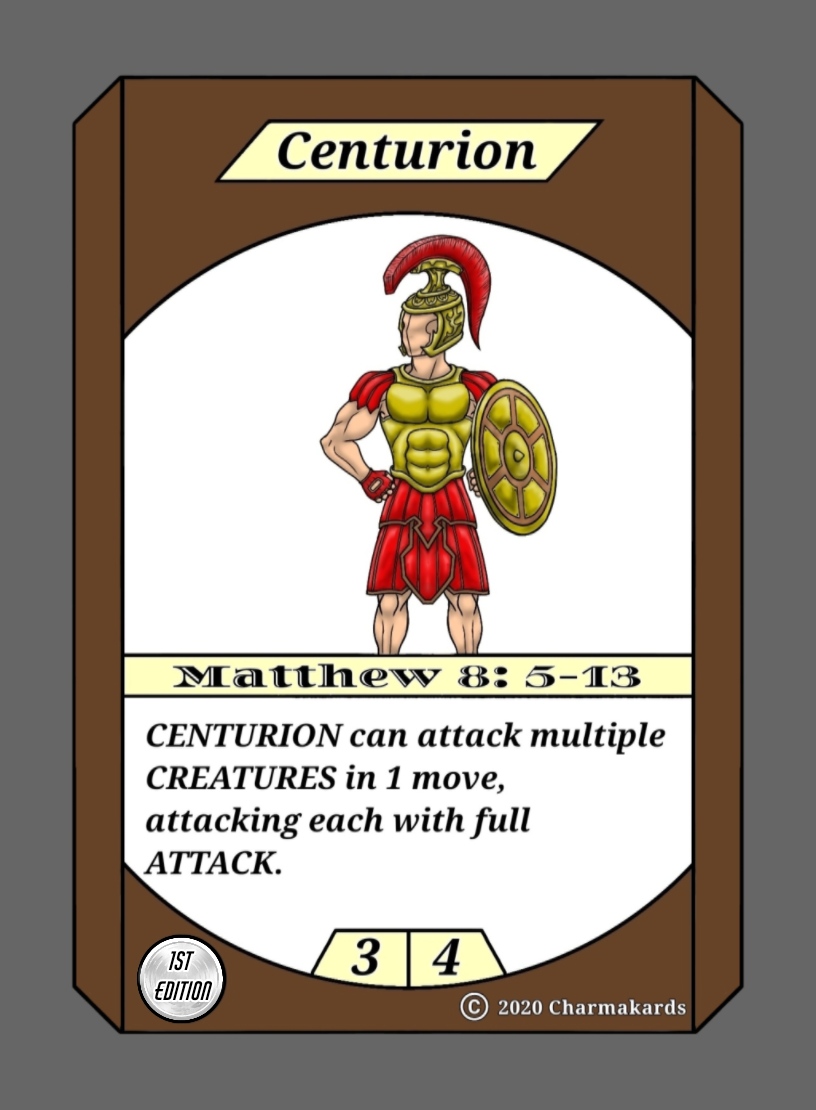 Centurion
Matthew 8: 5-13
CENTURION can attack multiple
CREATURES in 1 move,
attacking each with full
ATTACK.
3 4
1ST
EDITION
© 2020 Charmakards